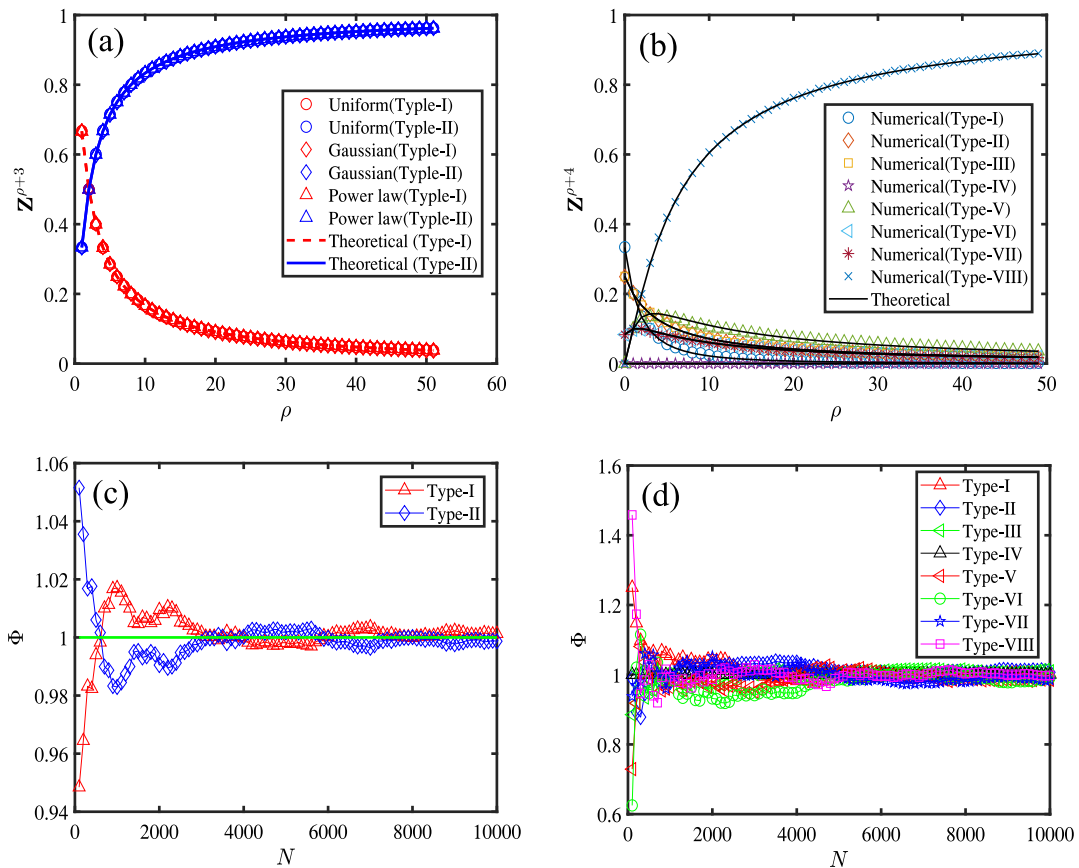 (a)
Z^{ρ+3}
1
0.8
0.6
0.4
0.2
0
0 10 20 30 40 50 60
ρ
Uniform(Typle-I)
Uniform(Typle-II)
Gaussian(Typle-I)
Gaussian(Typle-II)
Power law(Typle-I)
Power law(Typle-II)
Theoretical (Type-I)
Theoretical (Type-II)
(b)
Z^{ρ+4}
1
0.8
0.6
0.4
0.2
0
0 10 20 30 40 50
ρ
Numerical(Type-I)
Numerical(Type-II)
Numerical(Type-III)
Numerical(Type-IV)
Numerical(Type-V)
Numerical(Type-VI)
Numerical(Type-VII)
Numerical(Type-VIII)
Theoretical
(c)
Φ
1.06
1.04
1.02
1
0.98
0.96
0.94
0 2000 4000 6000 8000 10000
N
Type-I
Type-II
(d)
Φ
1.6
1.4
1.2
1
0.8
0.6
0 2000 4000 6000 8000 10000
N
Type-I
Type-II
Type-III
Type-IV
Type-V
Type-VI
Type-VII
Type-VIII